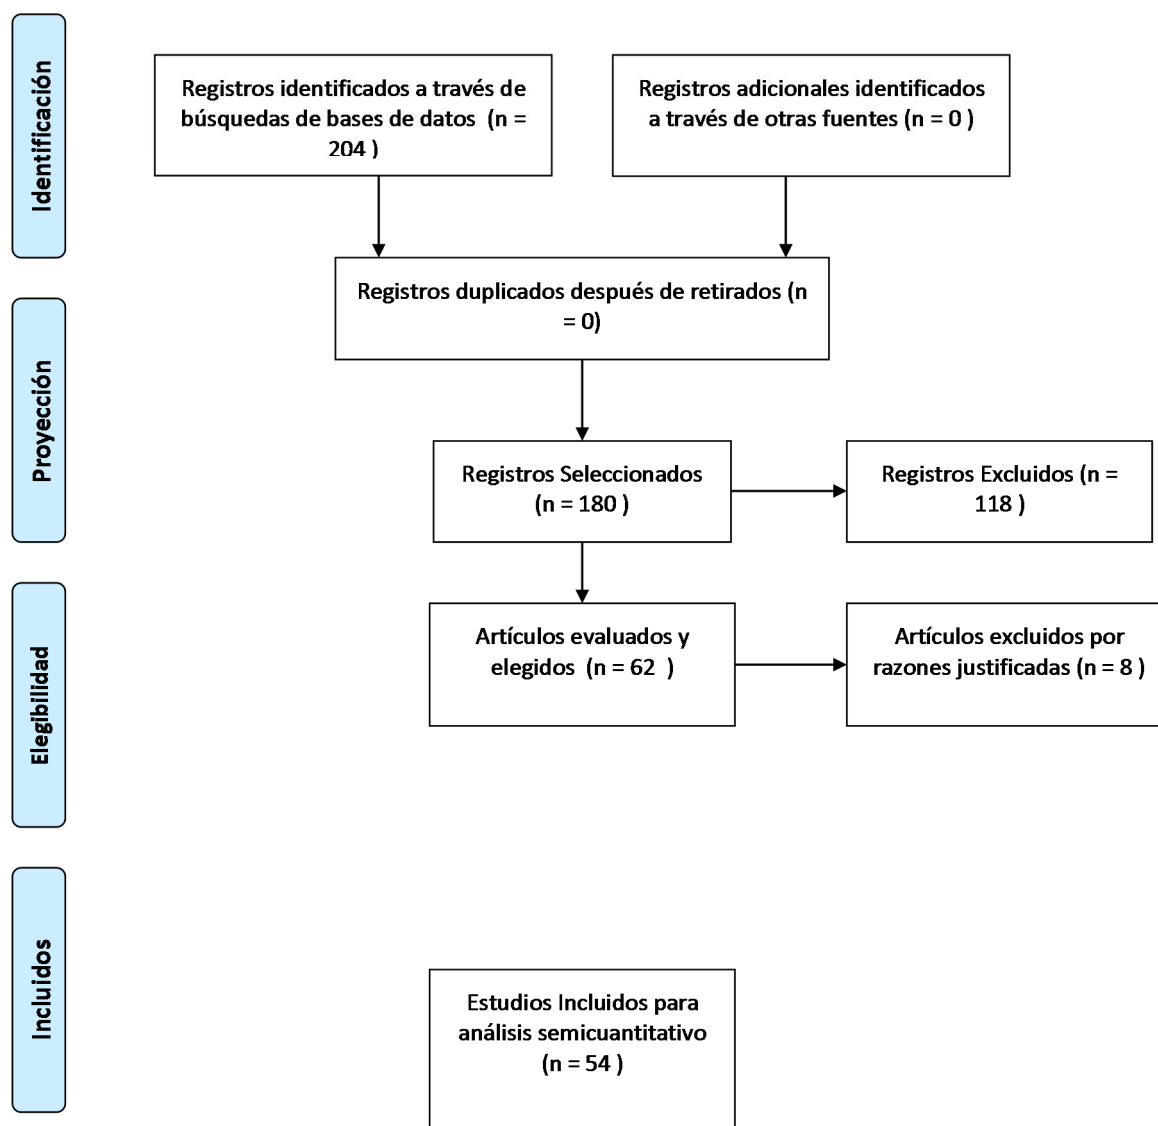 Identificación
Registros identificados a través de
búsquedas de bases de datos (n =
204 )
Registros adicionales identificados
a través de otras fuentes (n = 0 )
Registros duplicados después de retirados (n
= 0)
Proyección
Registros Seleccionados
(n = 180 )
Registros Excluidos (n =
118 )
Elegibilidad
Artículos evaluados y
elegidos (n = 62 )
Artículos excluidos por
razones justificadas (n = 8 )
Incluidos
Estudios Incluidos para
análisis semicuantitativo
(n = 54 )